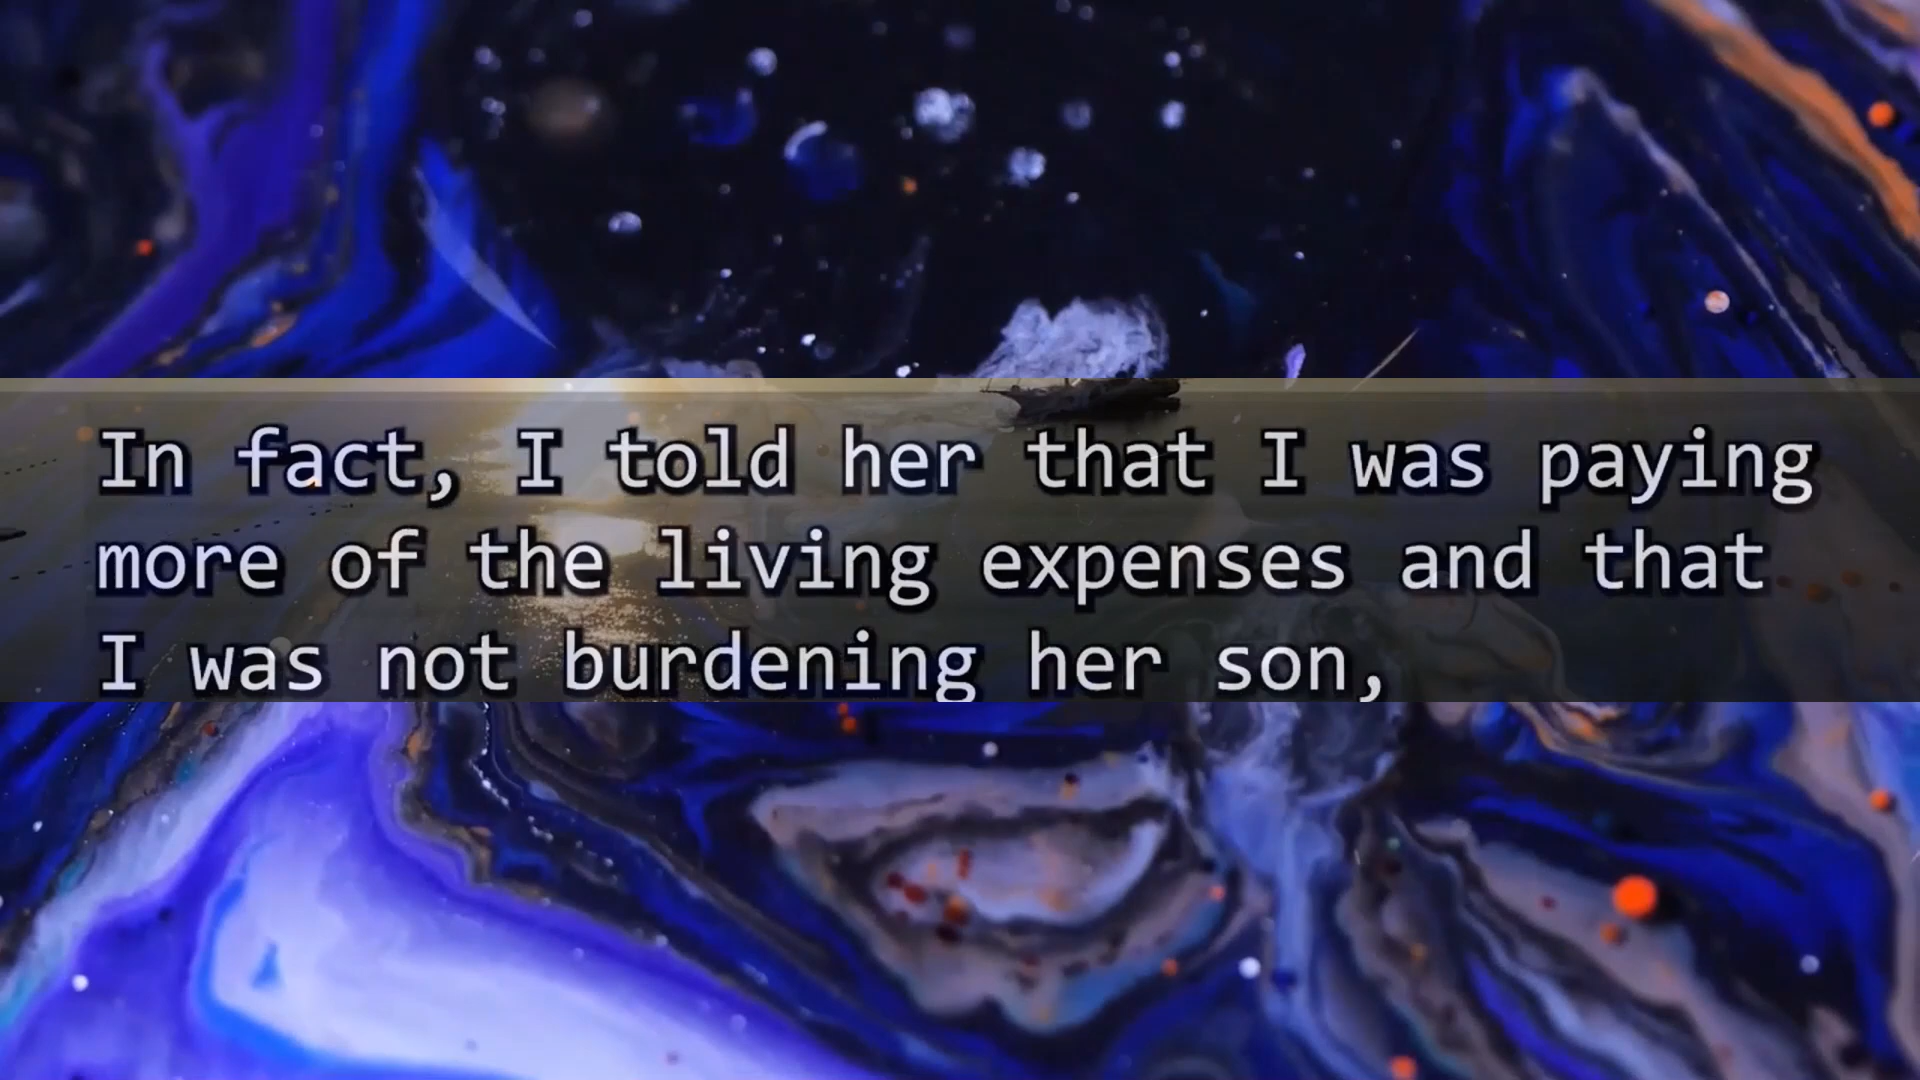 In fact, I told her that I was paying
more of the living expenses and that
I was not burdening her son,